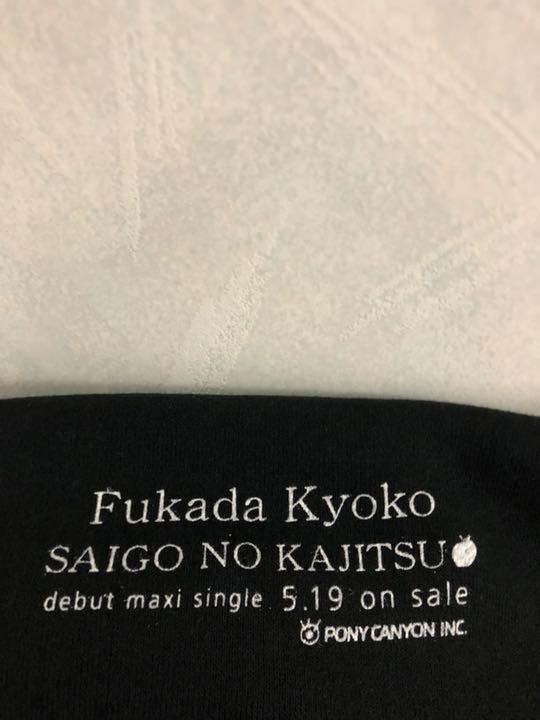 Fukada Kyoko
SAIGO NO KAJITSU
debut maxi single 5.19 on sale
PONY CANYON INC.